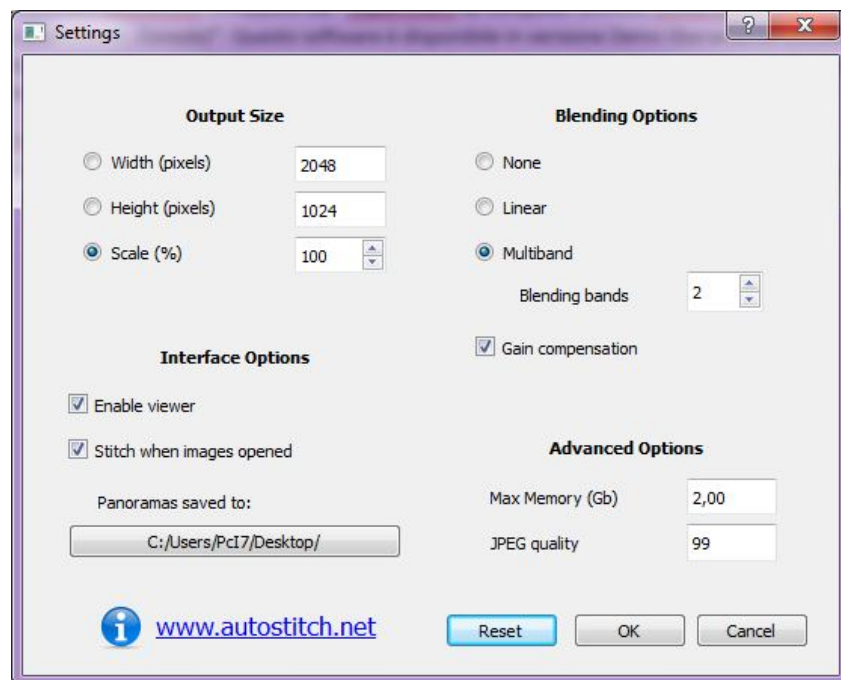 Settings
Output Size
Width (pixels) 2048
Height (pixels) 1024
Scale (%) 100
Interface Options
Enable viewer
Stitch when images opened
Panoramas saved to:
C:/Users/PcI7/Desktop/
Blending Options
None
Linear
Multiband
Blending bands 2
Gain compensation
Advanced Options
Max Memory (Gb) 2,00
JPEG quality 99
www.autostitch.net
Reset OK Cancel